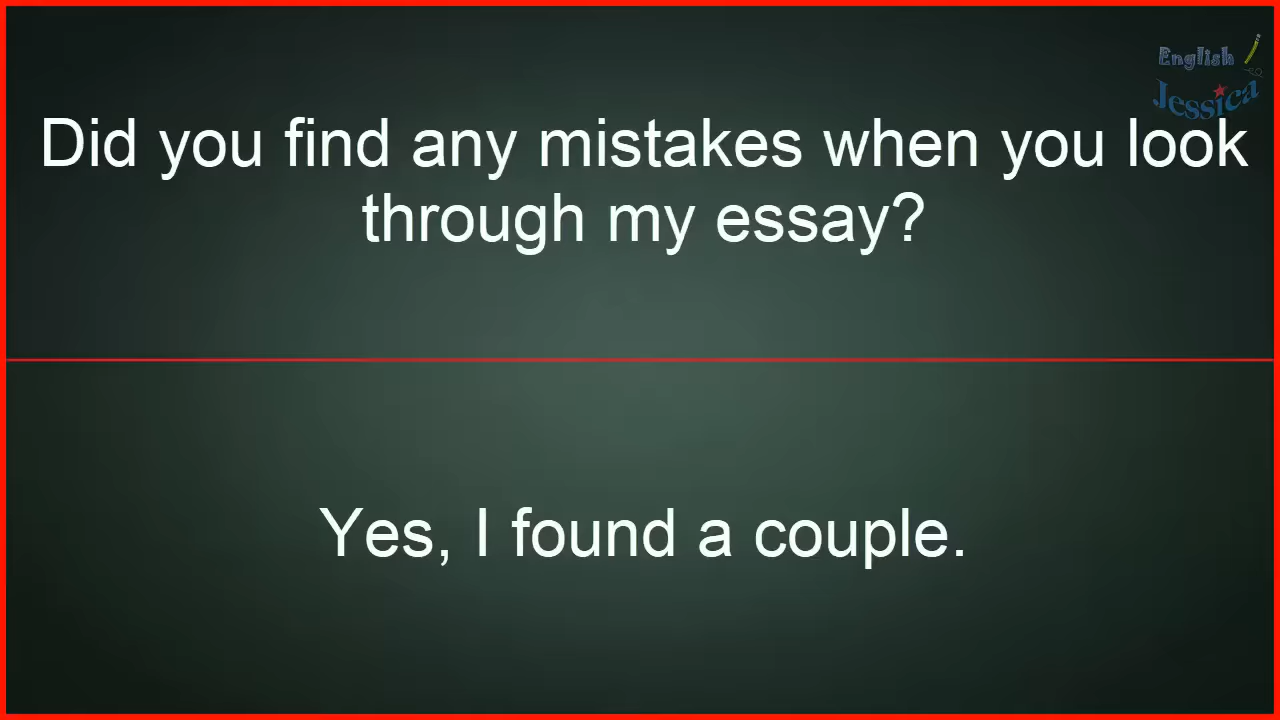 English
Jessica
Did you find any mistakes when you look
through my essay?
Yes, I found a couple.